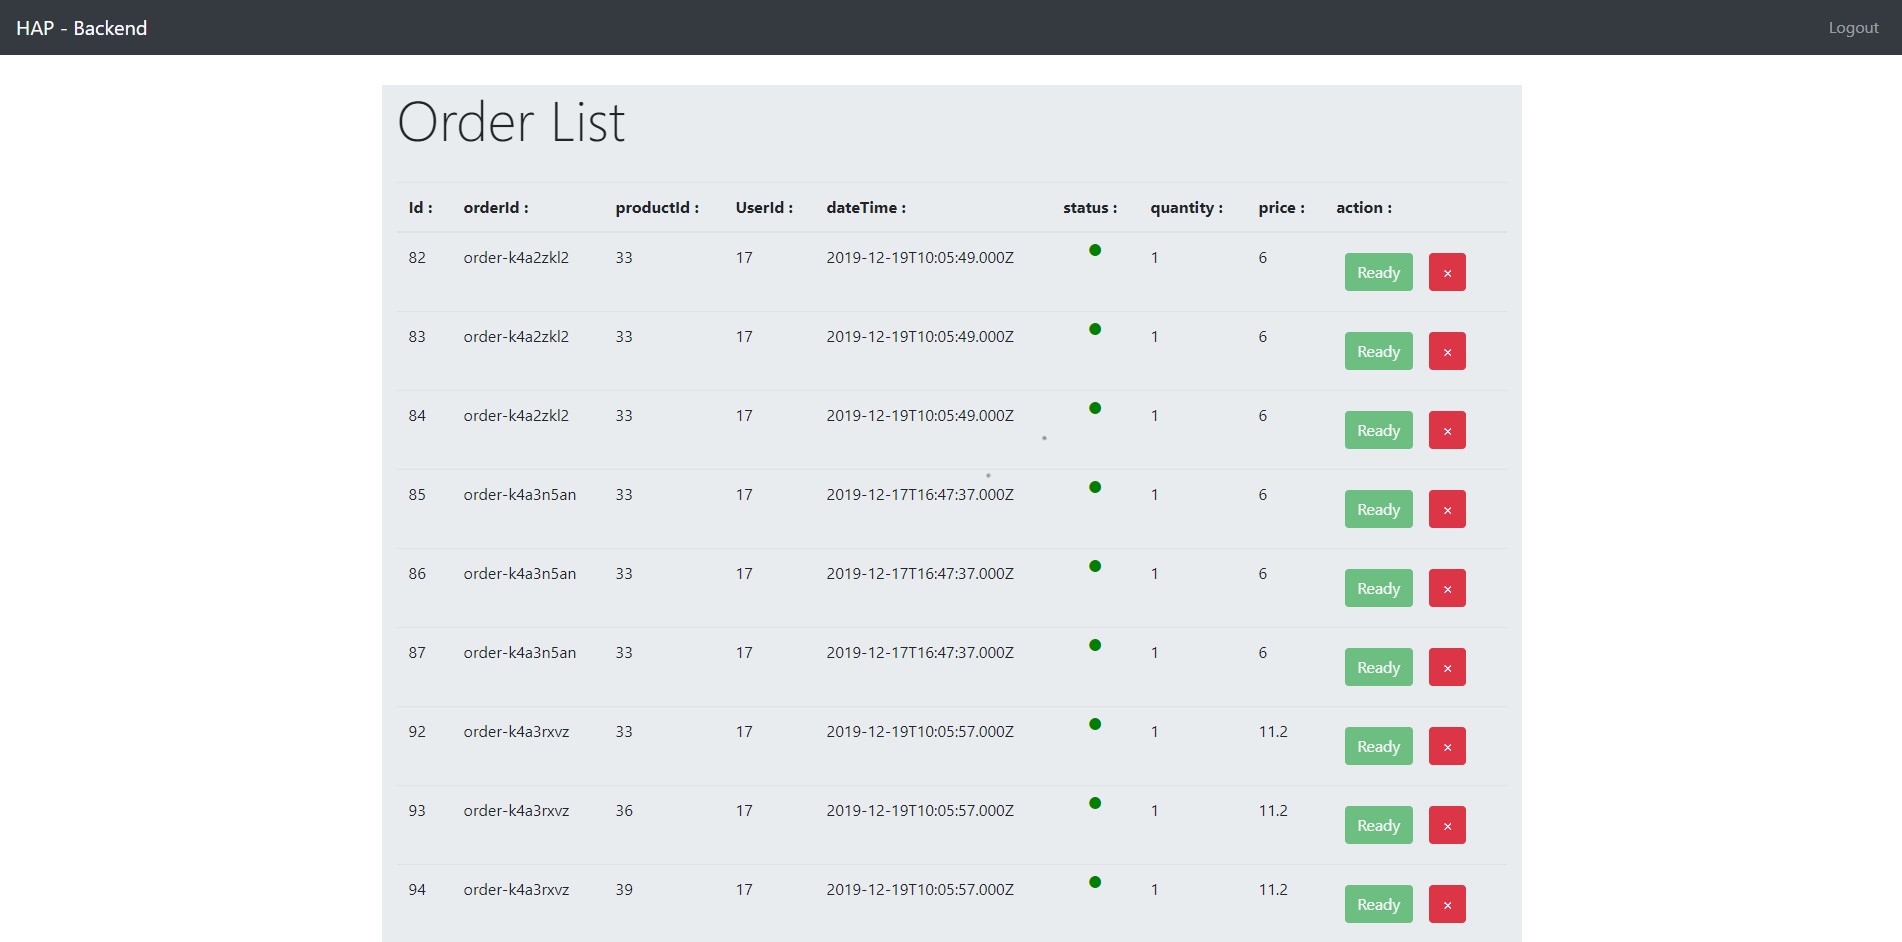 HAP - Backend Logout
Order List
Id : orderId : productId : UserId : dateTime : status : quantity : price : action :
82 order-k4a2zkl2 33 17 2019-12-19T10:05:49.000Z 1 6 Ready ×
83 order-k4a2zkl2 33 17 2019-12-19T10:05:49.000Z 1 6 Ready ×
84 order-k4a2zkl2 33 17 2019-12-19T10:05:49.000Z 1 6 Ready ×
85 order-k4a3n5an 33 17 2019-12-17T16:47:37.000Z 1 6 Ready ×
86 order-k4a3n5an 33 17 2019-12-17T16:47:37.000Z 1 6 Ready ×
87 order-k4a3n5an 33 17 2019-12-17T16:47:37.000Z 1 6 Ready ×
92 order-k4a3rxvz 33 17 2019-12-19T10:05:57.000Z 1 11.2 Ready ×
93 order-k4a3rxvz 36 17 2019-12-19T10:05:57.000Z 1 11.2 Ready ×
94 order-k4a3rxvz 39 17 2019-12-19T10:05:57.000Z 1 11.2 Ready ×